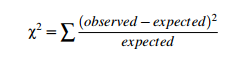 χ² = ∑ (observed – expected)² / expected